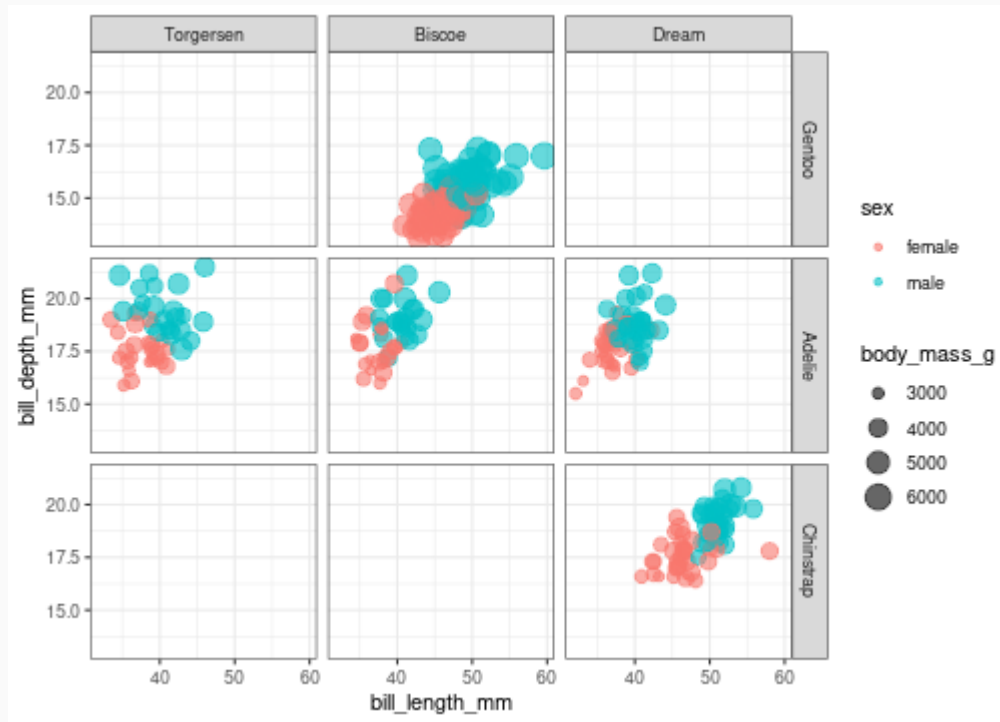 Torgersen
Biscoe
Dream
20.0
17.5
15.0
Gentoo
20.0
17.5
15.0
Adelie
20.0
17.5
15.0
Chinstrap
40 50 60
40 50 60
40 50 60
bill_length_mm
bill_depth_mm
sex
female
male
body_mass_g
3000
4000
5000
6000